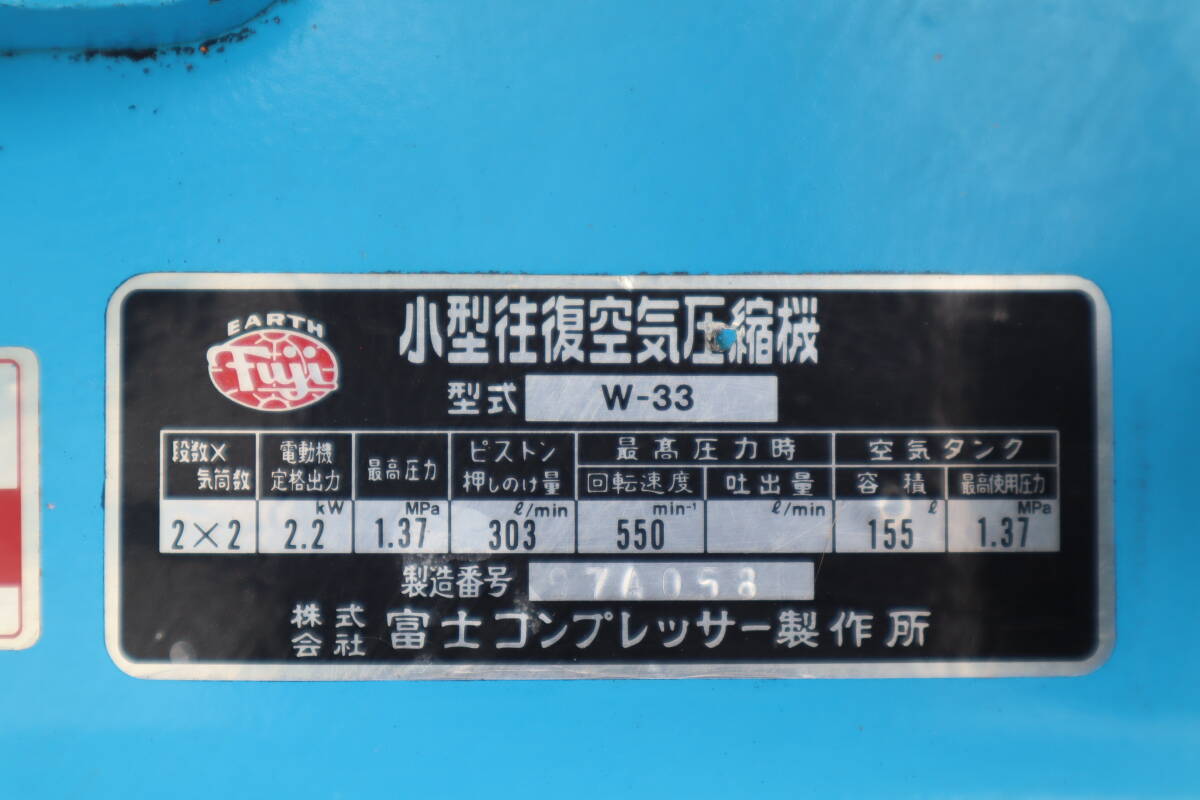 EARTH
Fuji
小型往復空気圧縮機
型式 W-33
段数× 気筒数 電動機 定格出力 最高圧力 ピストン 押しのけ量 最高圧力時 空気タンク
回転速度 吐出量 容積 最高使用圧力
kW MPa ℓ/min min⁻¹ ℓ/min ℓ MPa
2×2 2.2 1.37 303 550 155 1.37
製造番号
株式会社 富士コンプレッサー製作所